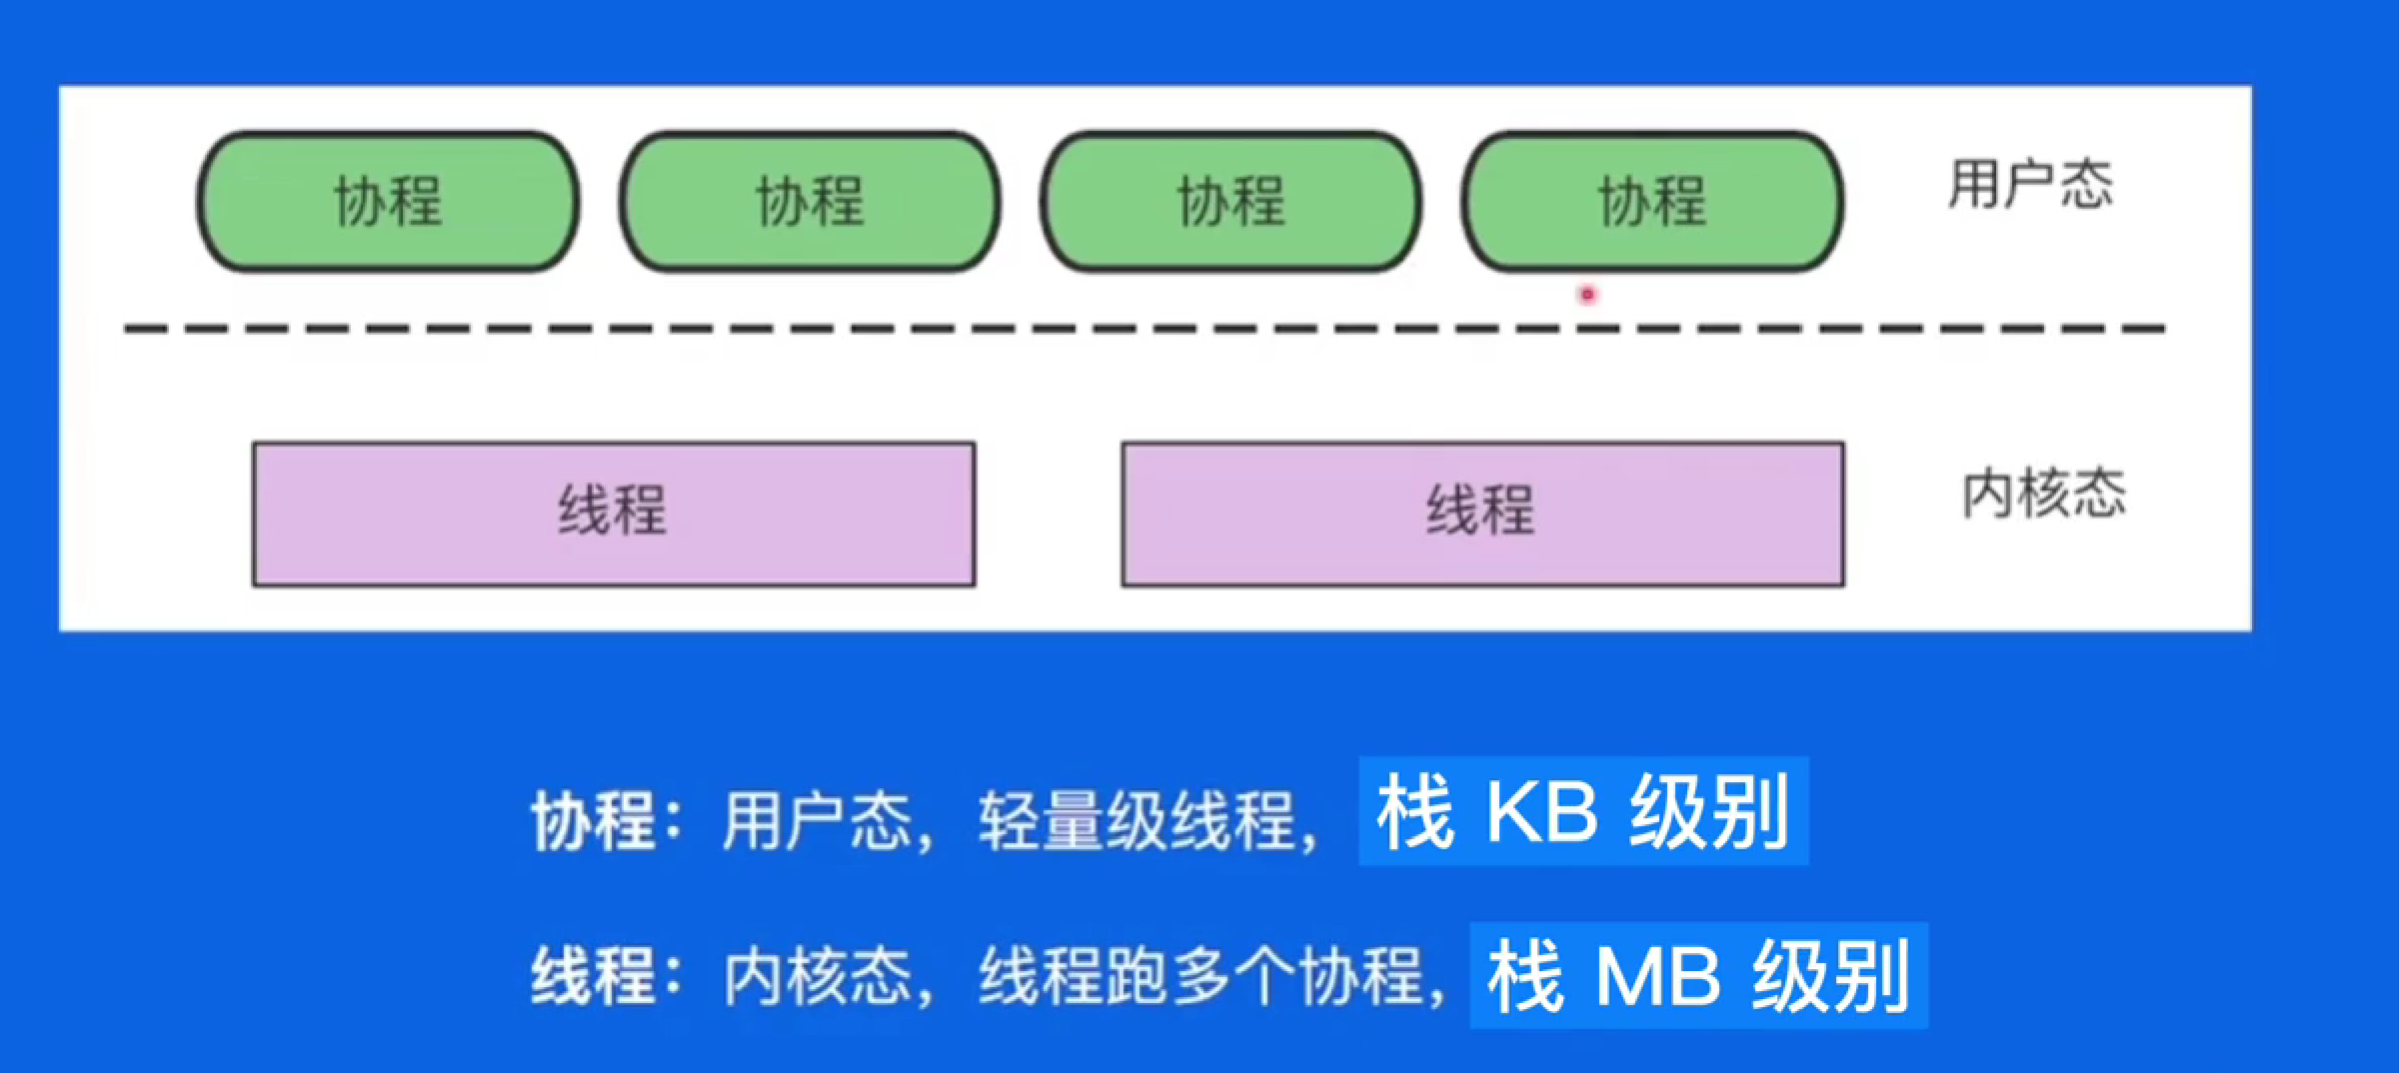 协程 协程 协程 协程 用户态
线程 线程 内核态
协程：用户态，轻量级线程，栈 KB 级别
线程：内核态，线程跑多个协程，栈 MB 级别